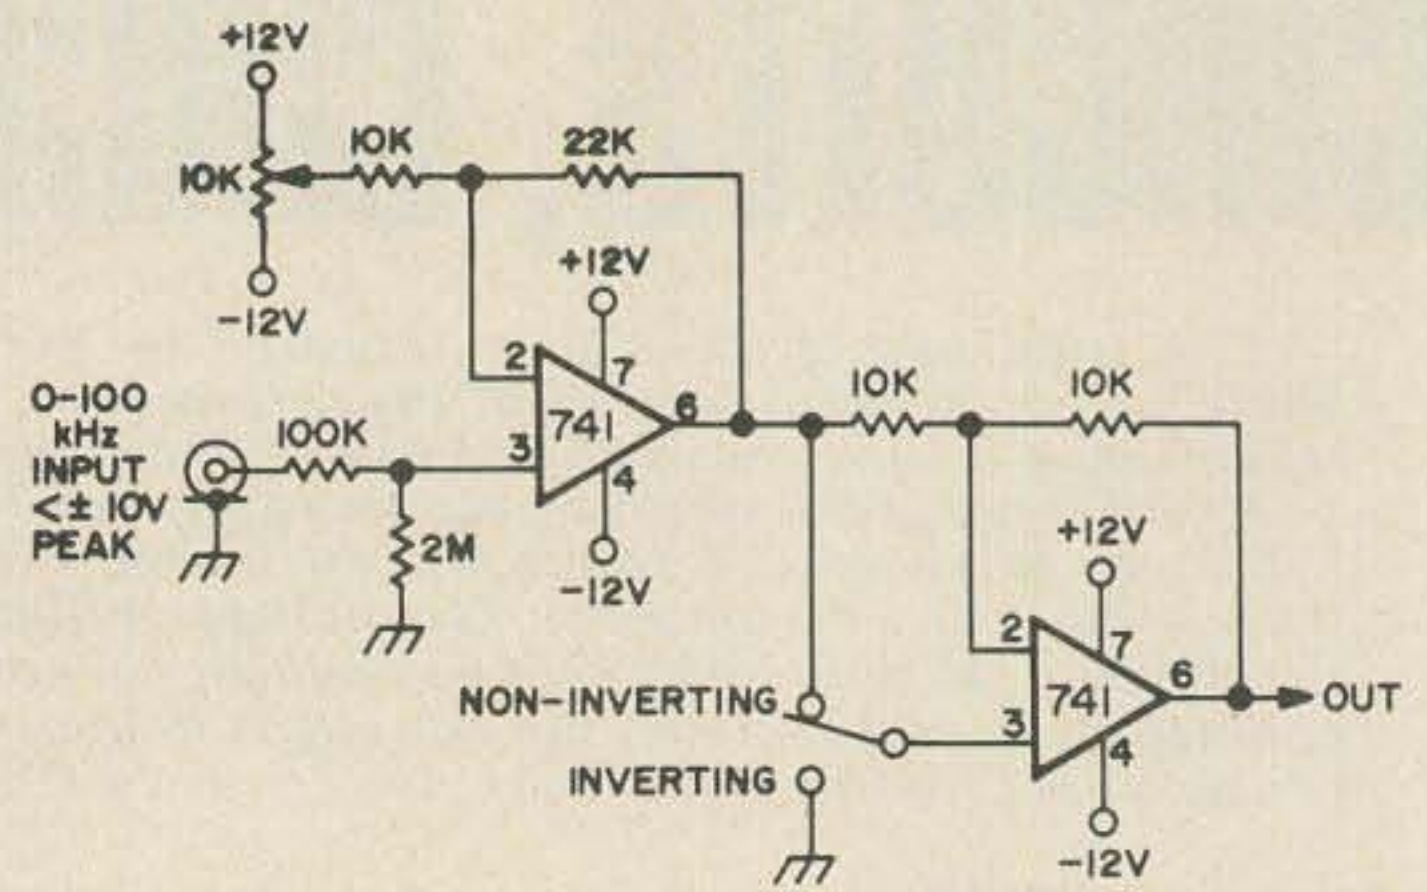 +12V
10K
22K
10K
+12V
-12V
2
7
10K
10K
0-100
kHz
INPUT
<± 10V
PEAK
100K
741
6
3
4
+12V
2M
-12V
2
7
NON-INVERTING
741
6
OUT
3
4
INVERTING
-12V